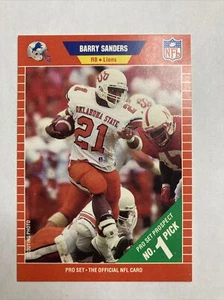 BARRY SANDERS
RB • Lions
NFL
OKLAHOMA STATE
21
PRO SET PROSPECT
NO. 1
PICK
PRO SET • THE OFFICIAL NFL CARD